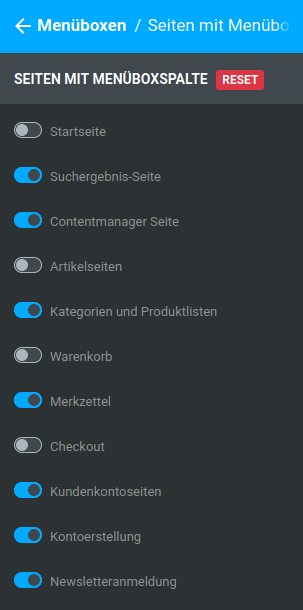 Menüboxen / Seiten mit Menübo
SEITEN MIT MENÜBOXSPALTE RESET
Startseite
Suchergebnis-Seite
Contentmanager Seite
Artikelseiten
Kategorien und Produktlisten
Warenkorb
Merkzettel
Checkout
Kundenkontoseiten
Kontoerstellung
Newsletteranmeldung